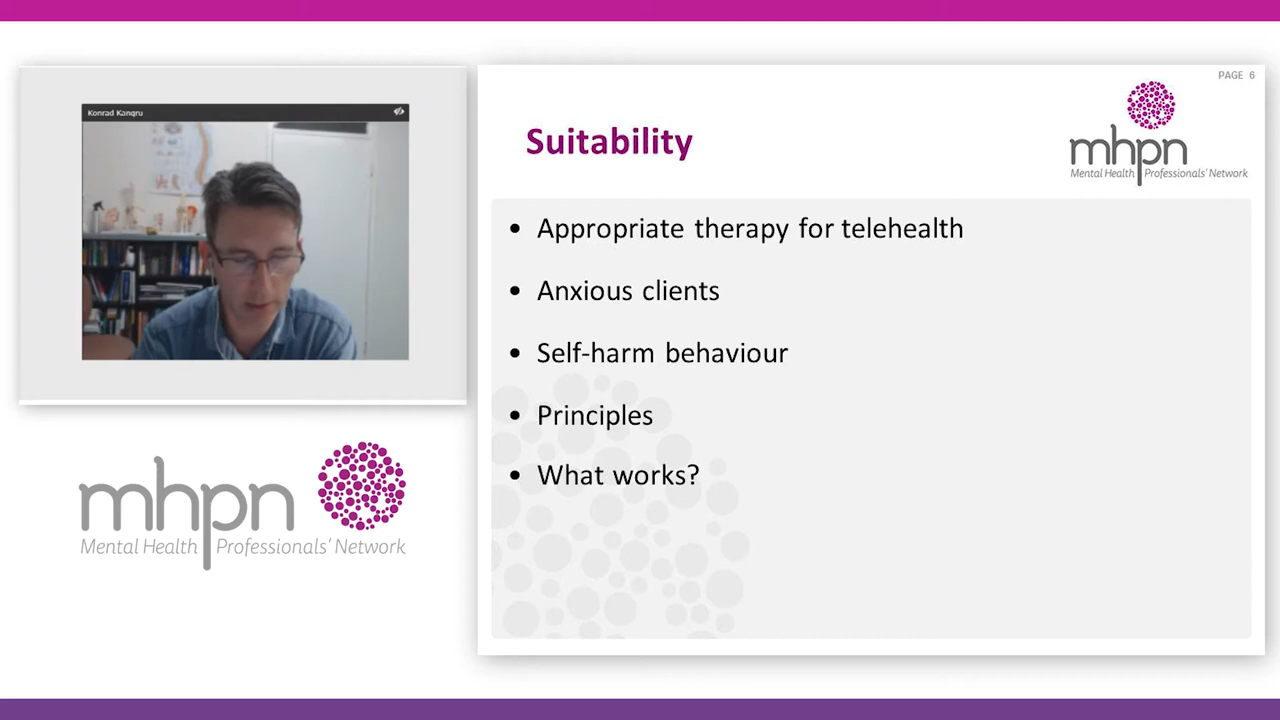 Konrad Kangru
PAGE 6
Suitability
mhpn
Mental Health Professionals' Network
• Appropriate therapy for telehealth
• Anxious clients
• Self-harm behaviour
• Principles
• What works?
mhpn
Mental Health Professionals' Network